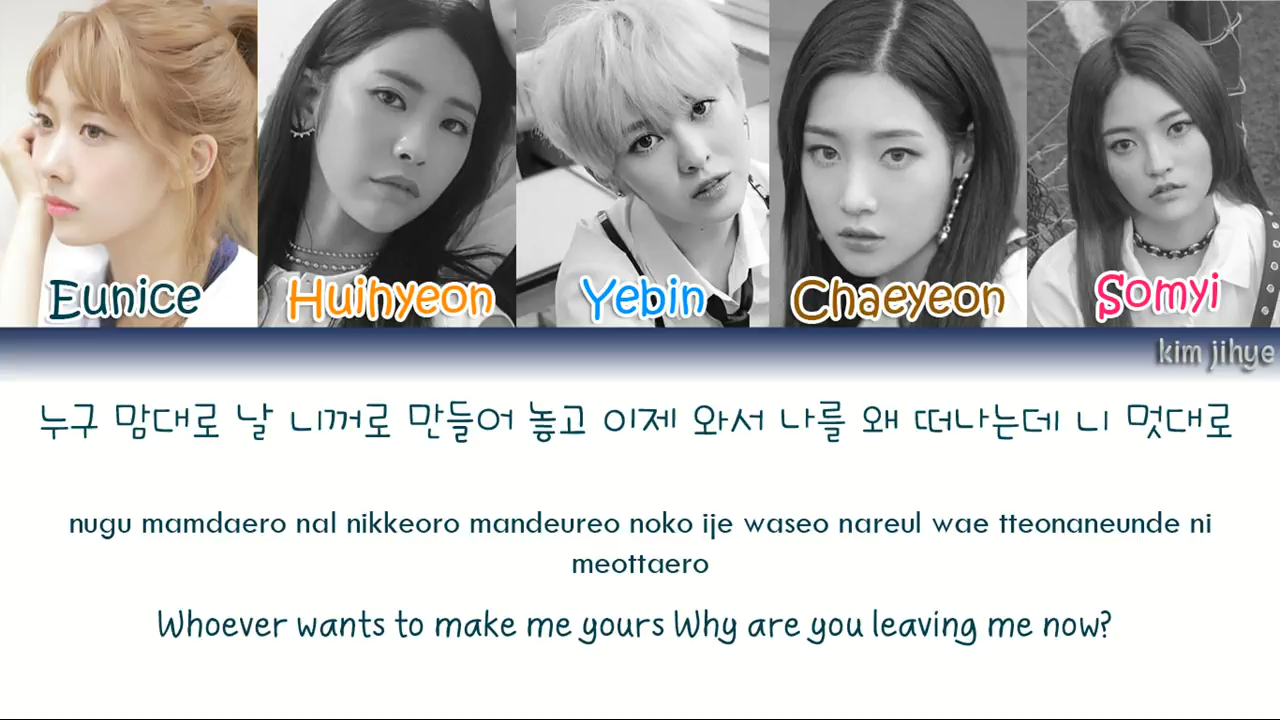 Eunice
Huihyeon
Yebin
Chaeyeon
Somyi
kim jihye
누구 맘대로 날 니꺼로 만들어 놓고 이제 와서 나를 왜 떠나는데 니 멋대로
nugu mamdaero nal nikkeoro mandeureo noko ije waseo nareul wae tteonaneunde ni
meottaero
Whoever wants to make me yours Why are you leaving me now?